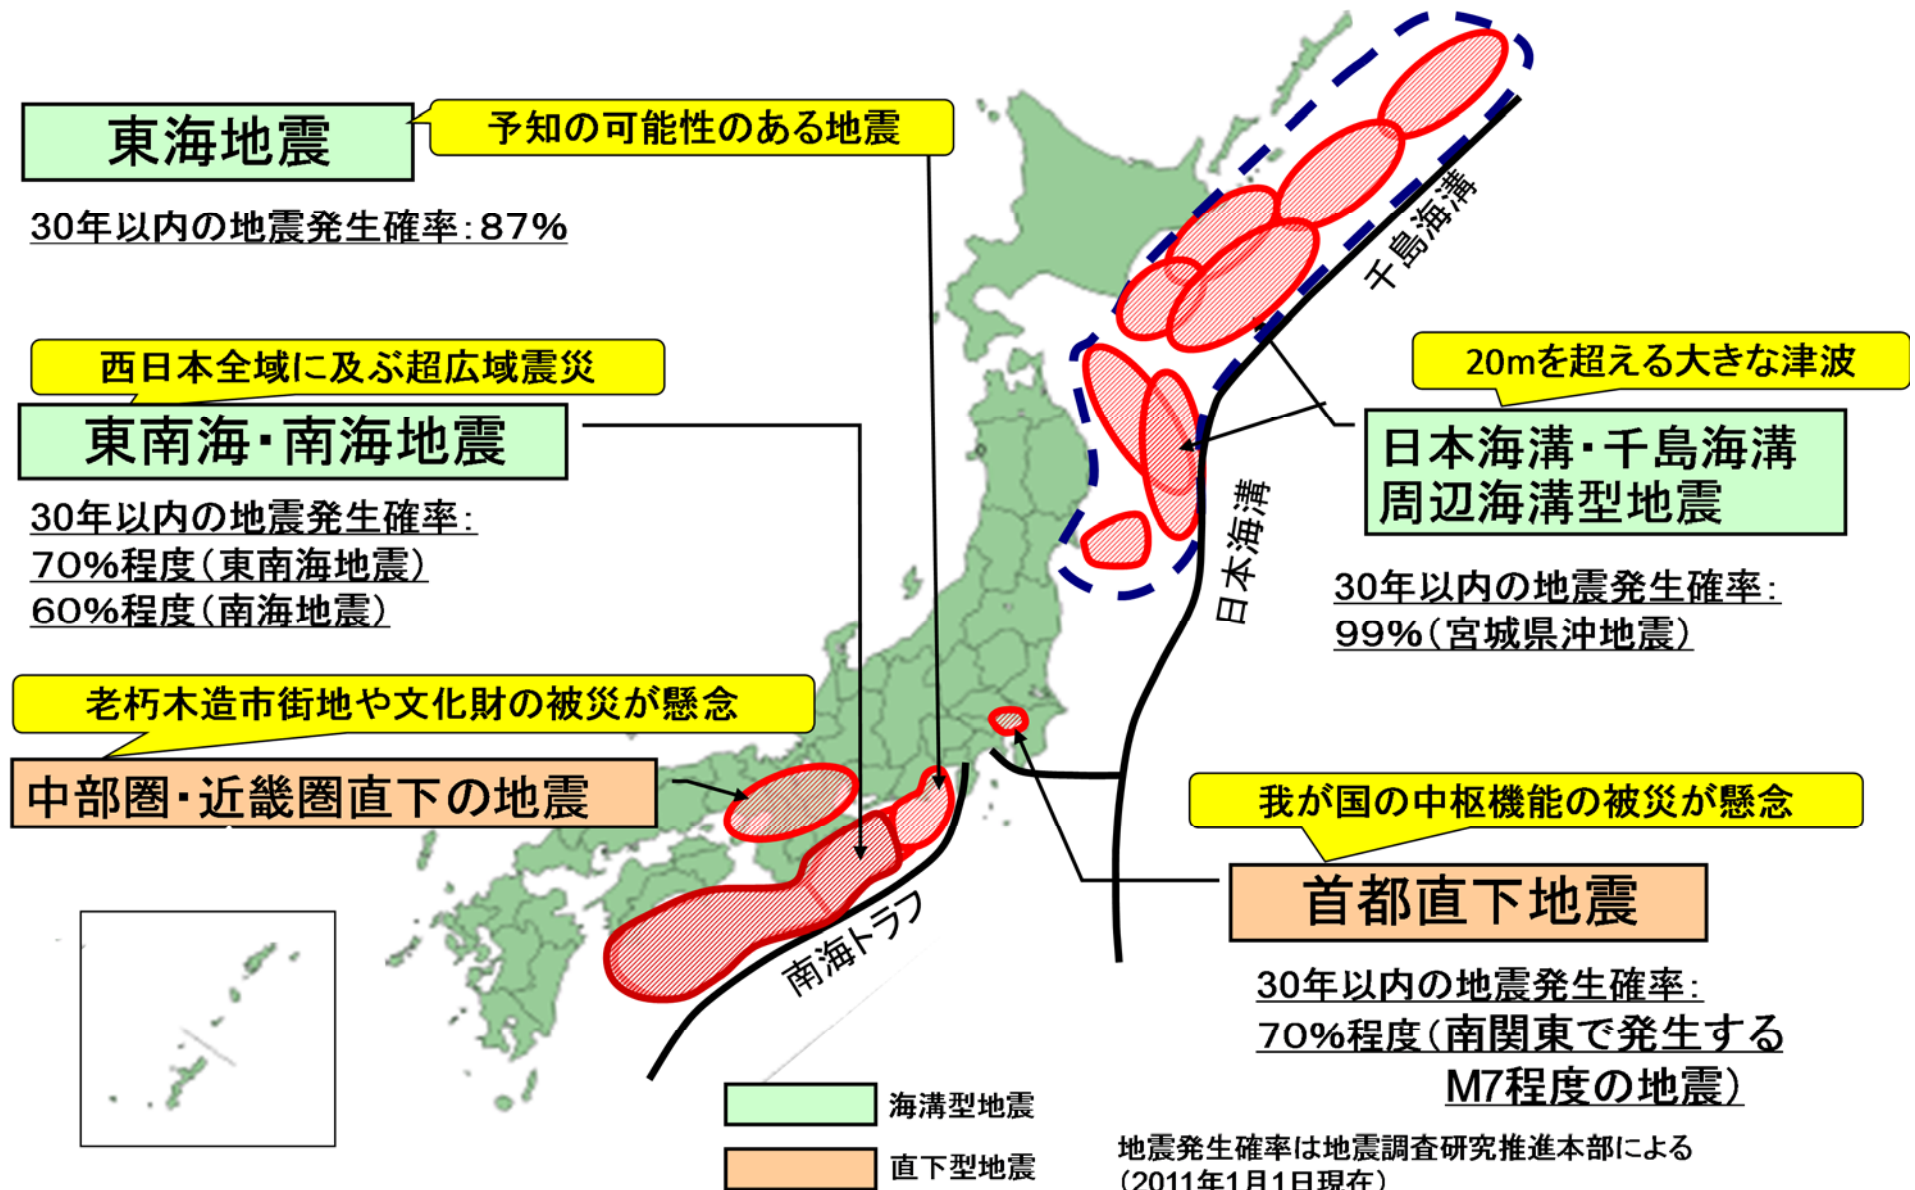 東海地震
予知の可能性のある地震
30年以内の地震発生確率:87%
西日本全域に及ぶ超広域震災
東南海・南海地震
30年以内の地震発生確率:
70%程度(東南海地震)
60%程度(南海地震)
老朽木造市街地や文化財の被災が懸念
中部圏・近畿圏直下の地震
千島海溝
20mを超える大きな津波
日本海溝・千島海溝
周辺海溝型地震
日本海溝
30年以内の地震発生確率:
99%(宮城県沖地震)
我が国の中枢機能の被災が懸念
首都直下地震
30年以内の地震発生確率:
70%程度(南関東で発生する
M7程度の地震)
南海トラフ
海溝型地震
直下型地震
地震発生確率は地震調査研究推進本部による
(2011年1月1日現在)